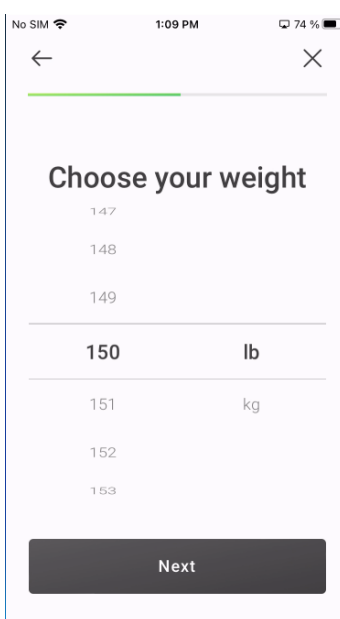 No SIM 1:09 PM 74 %
Choose your weight
147
148
149
150 lb
151 kg
152
153
Next